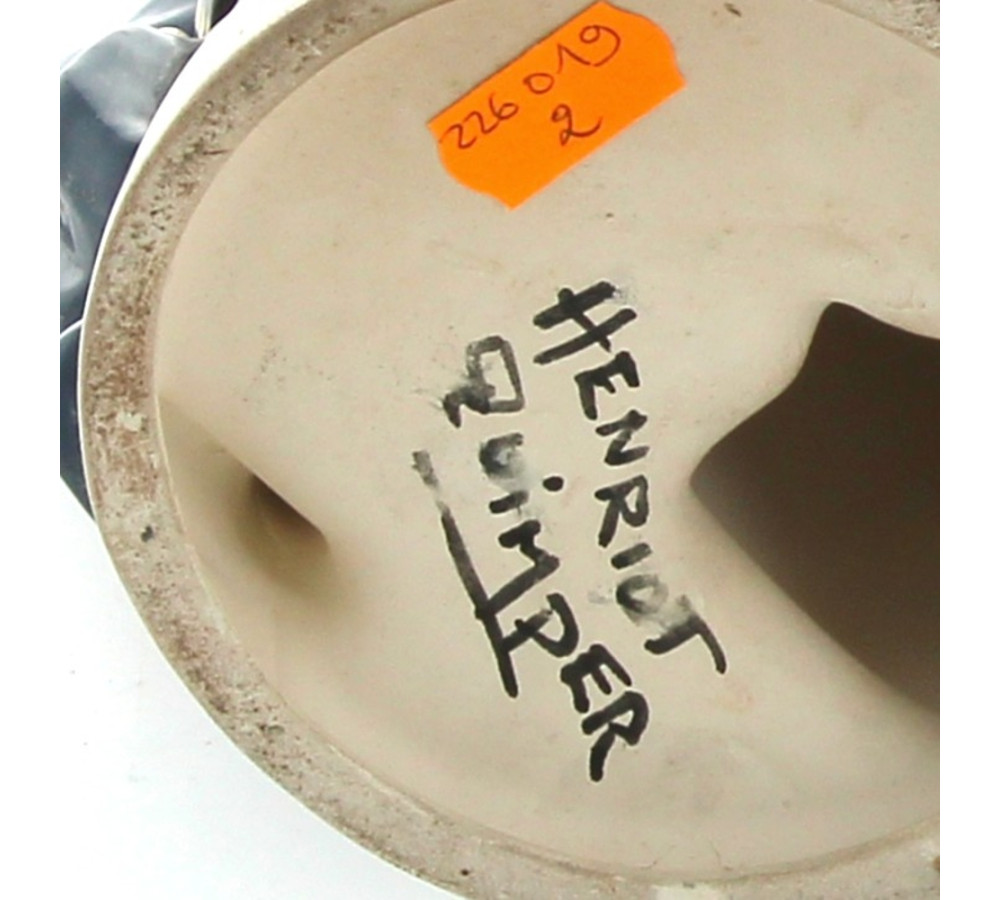 226019
2
HENRIOT
QUiMPER